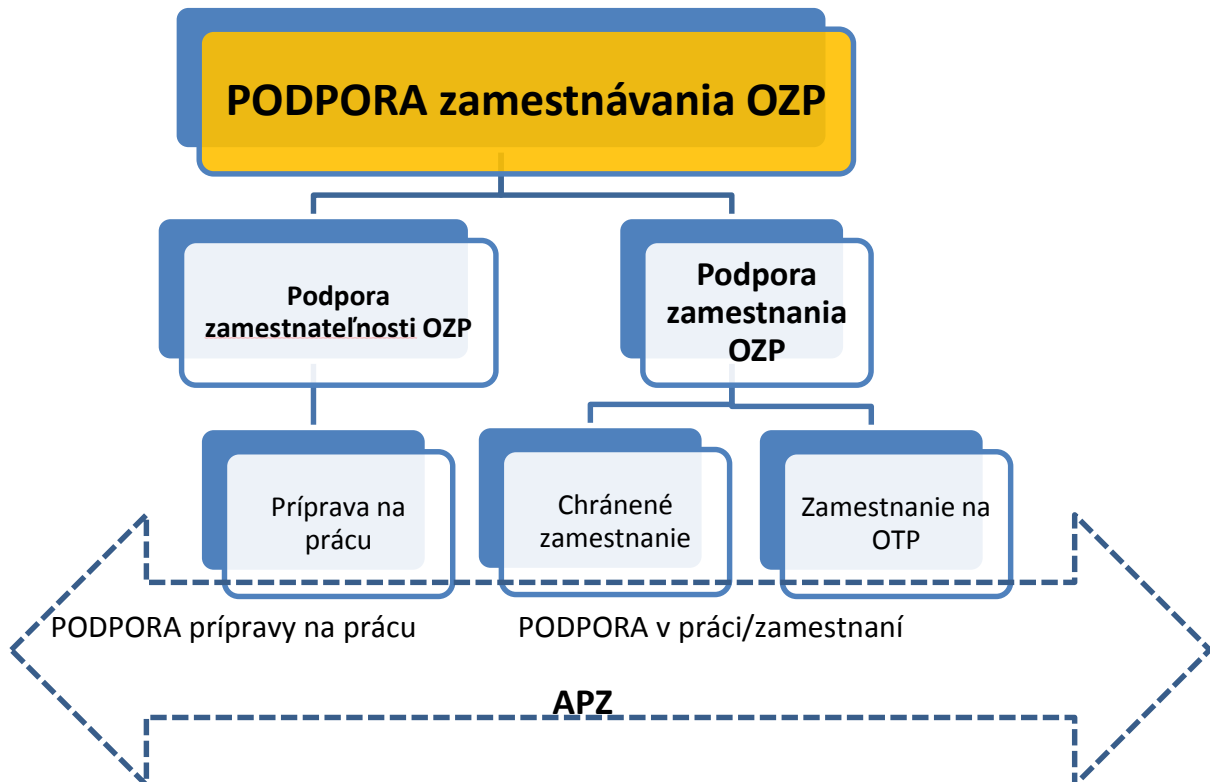 PODPORA zamestnávania OZP
Podpora
zamestnateľnosti OZP
Podpora
zamestnania
OZP
Príprava na
prácu
Chránené
zamestnanie
Zamestnanie na
OTP
PODPORA prípravy na prácu
PODPORA v práci/zamestnaní
APZ